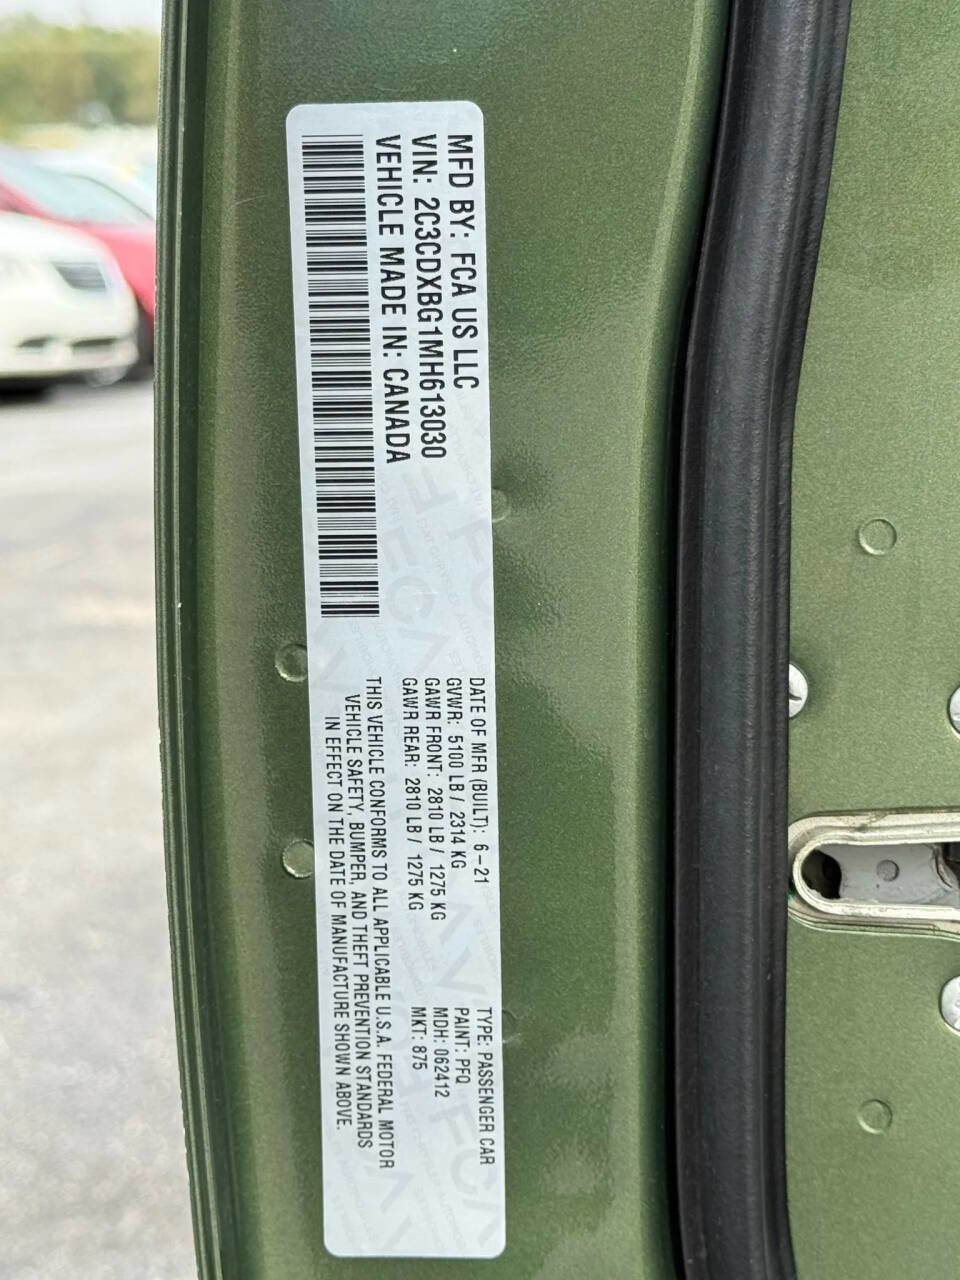 MFD BY: FCA US LLC
VIN: 2C3CDXBG1MH613030
VEHICLE MADE IN: CANADA
DATE OF MFR (BUILT): 6-21
GVWR: 5100 LB / 2314 KG
GAWR FRONT: 2810 LB / 1275 KG
GAWR REAR: 2810 LB / 1275 KG
THIS VEHICLE CONFORMS TO ALL APPLICABLE U.S.A. FEDERAL MOTOR
VEHICLE SAFETY, BUMPER, AND THEFT PREVENTION STANDARDS
IN EFFECT ON THE DATE OF MANUFACTURE SHOWN ABOVE.
TYPE: PASSENGER CAR
PAINT: PFQ
MDH: 062412
MKT: 875
FCA